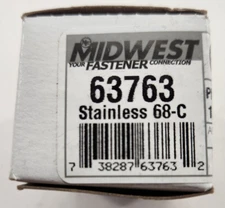 MIDWEST
YOUR FASTENER CONNECTION
63763
Stainless 68-C
7 38287 63763 2